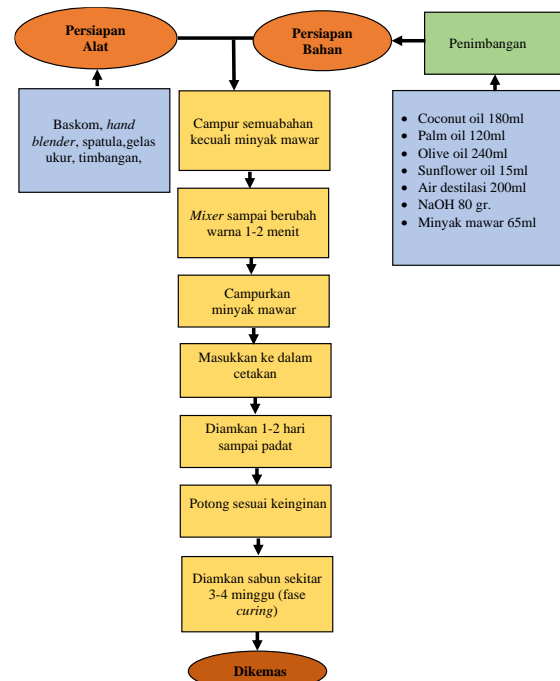 Persiapan
Alat
Persiapan
Bahan
Penimbangan
Baskom, hand
blender, spatula,gelas
ukur, timbangan,
Campur semuabahan
kecuali minyak mawar
• Coconut oil 180ml
• Palm oil 120ml
• Olive oil 240ml
• Sunflower oil 15ml
• Air destilasi 200ml
• NaOH 80 gr.
• Minyak mawar 65ml
Mixer sampai berubah
warna 1-2 menit
Campurkan
minyak mawar
Masukkan ke dalam
cetakan
Diamkan 1-2 hari
sampai padat
Potong sesuai keinginan
Diamkan sabun sekitar
3-4 minggu (fase
curing)
Dikemas